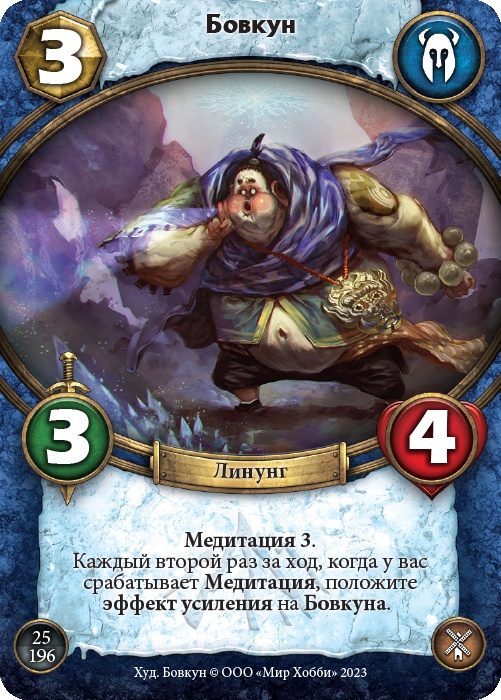 Бовкун
3
3
4
Линунг
Медитация 3.
Каждый второй раз за ход, когда у вас
срабатывает Медитация, положите
эффект усиления на Бовкуна.
25
196
Худ. Бовкун © ООО «Мир Хобби» 2023